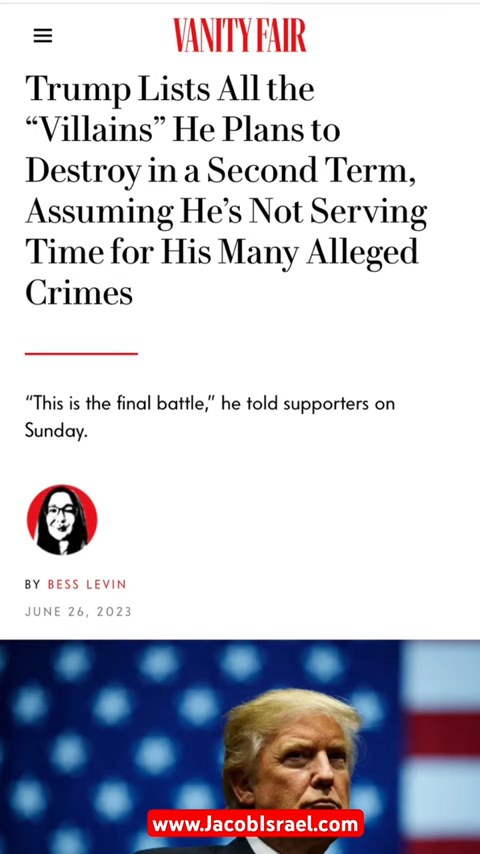 VANITY FAIR
Trump Lists All the
“Villains” He Plans to
Destroy in a Second Term,
Assuming He’s Not Serving
Time for His Many Alleged
Crimes
“This is the final battle,” he told supporters on
Sunday.
BY BESS LEVIN
JUNE 26, 2023
www.JacobIsrael.com